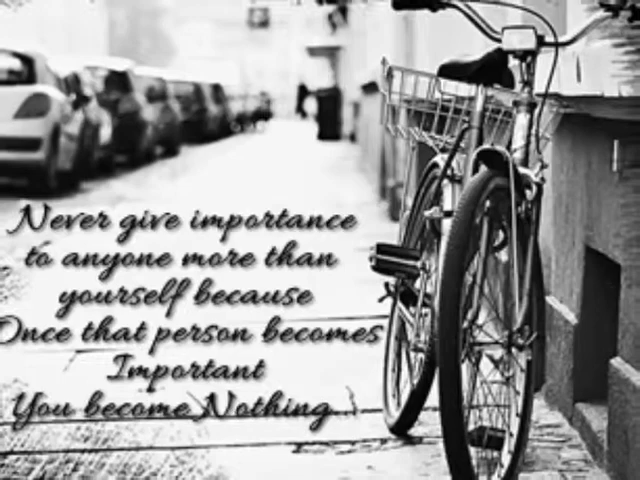 Never give importance
to anyone more than
yourself because
Once that person becomes
Important
You become Nothing..